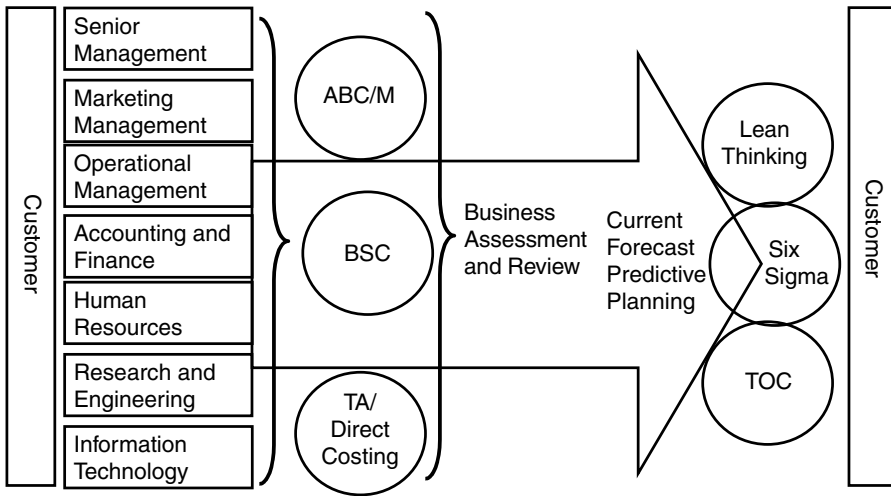 Customer
Senior
Management
Marketing
Management
Operational
Management
Accounting and
Finance
Human
Resources
Research and
Engineering
Information
Technology
ABC/M
BSC
TA/
Direct
Costing
Business
Assessment
and Review
Current
Forecast
Predictive
Planning
Lean
Thinking
Six
Sigma
TOC
Customer